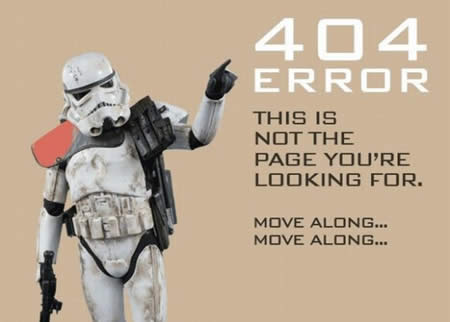 404
ERROR
THIS IS
NOT THE
PAGE YOU'RE
LOOKING FOR.
MOVE ALONG...
MOVE ALONG...